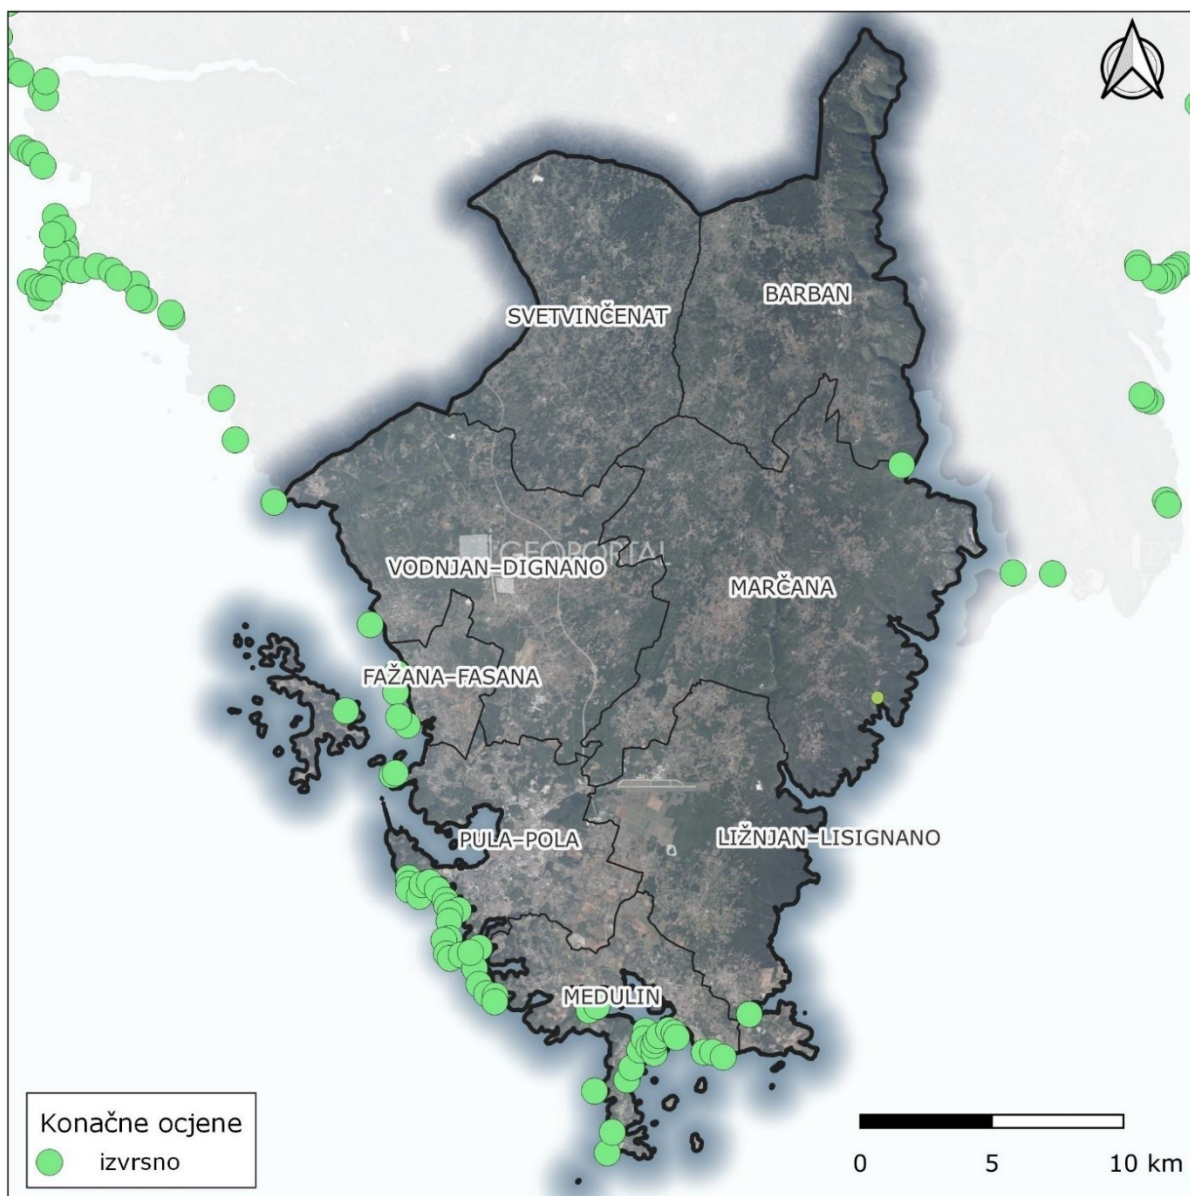 BARBAN
SVETVINČENAT
GEOPORTAL
VODNJAN–DIGNANO
MARČANA
FAŽANA–FASANA
PULA–POLA
LIŽNJAN–LISIGNANO
MEDULIN
Konačne ocjene
izvrsno
0 5 10 km